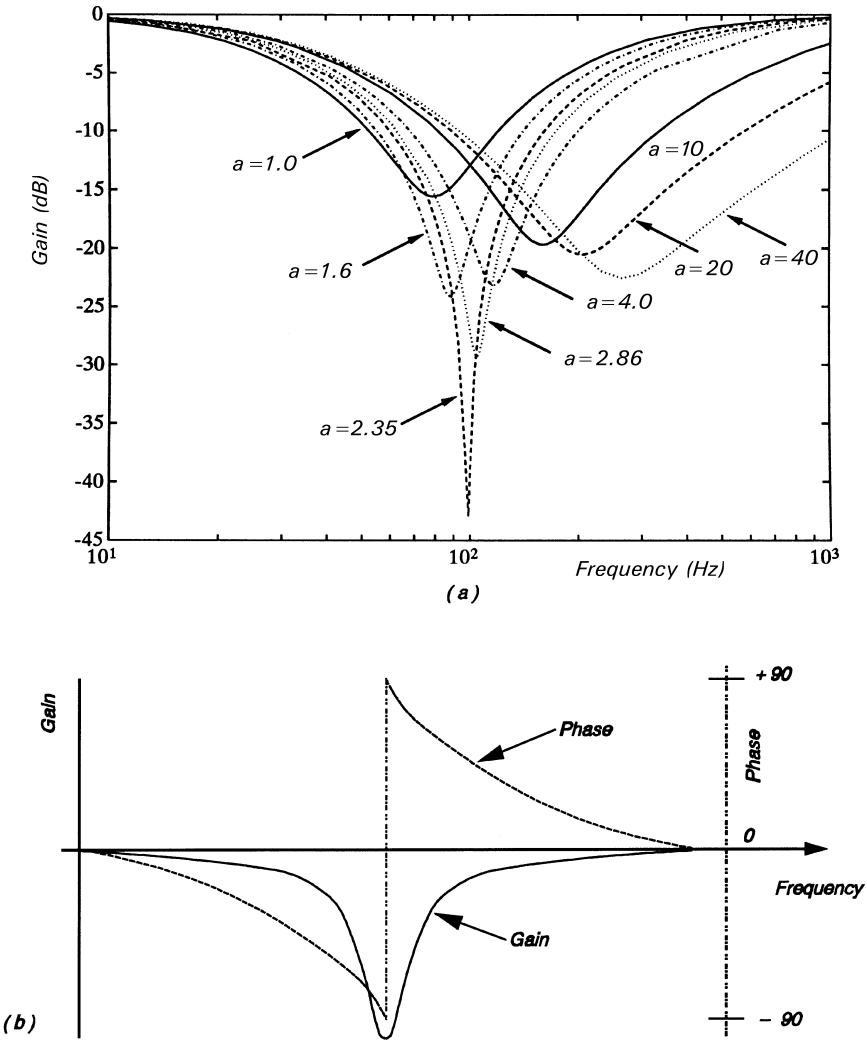 0
-5
-10
-15
-20
-25
-30
-35
-40
-45
Gain (dB)
a=1.0
a=1.6
a=2.35
a=10
a=20
a=40
a=4.0
a=2.86
10¹
10²
10³
Frequency (Hz)
(a)
Gain
Phase
+90
Phase
0
Frequency
Gain
- 90
(b)